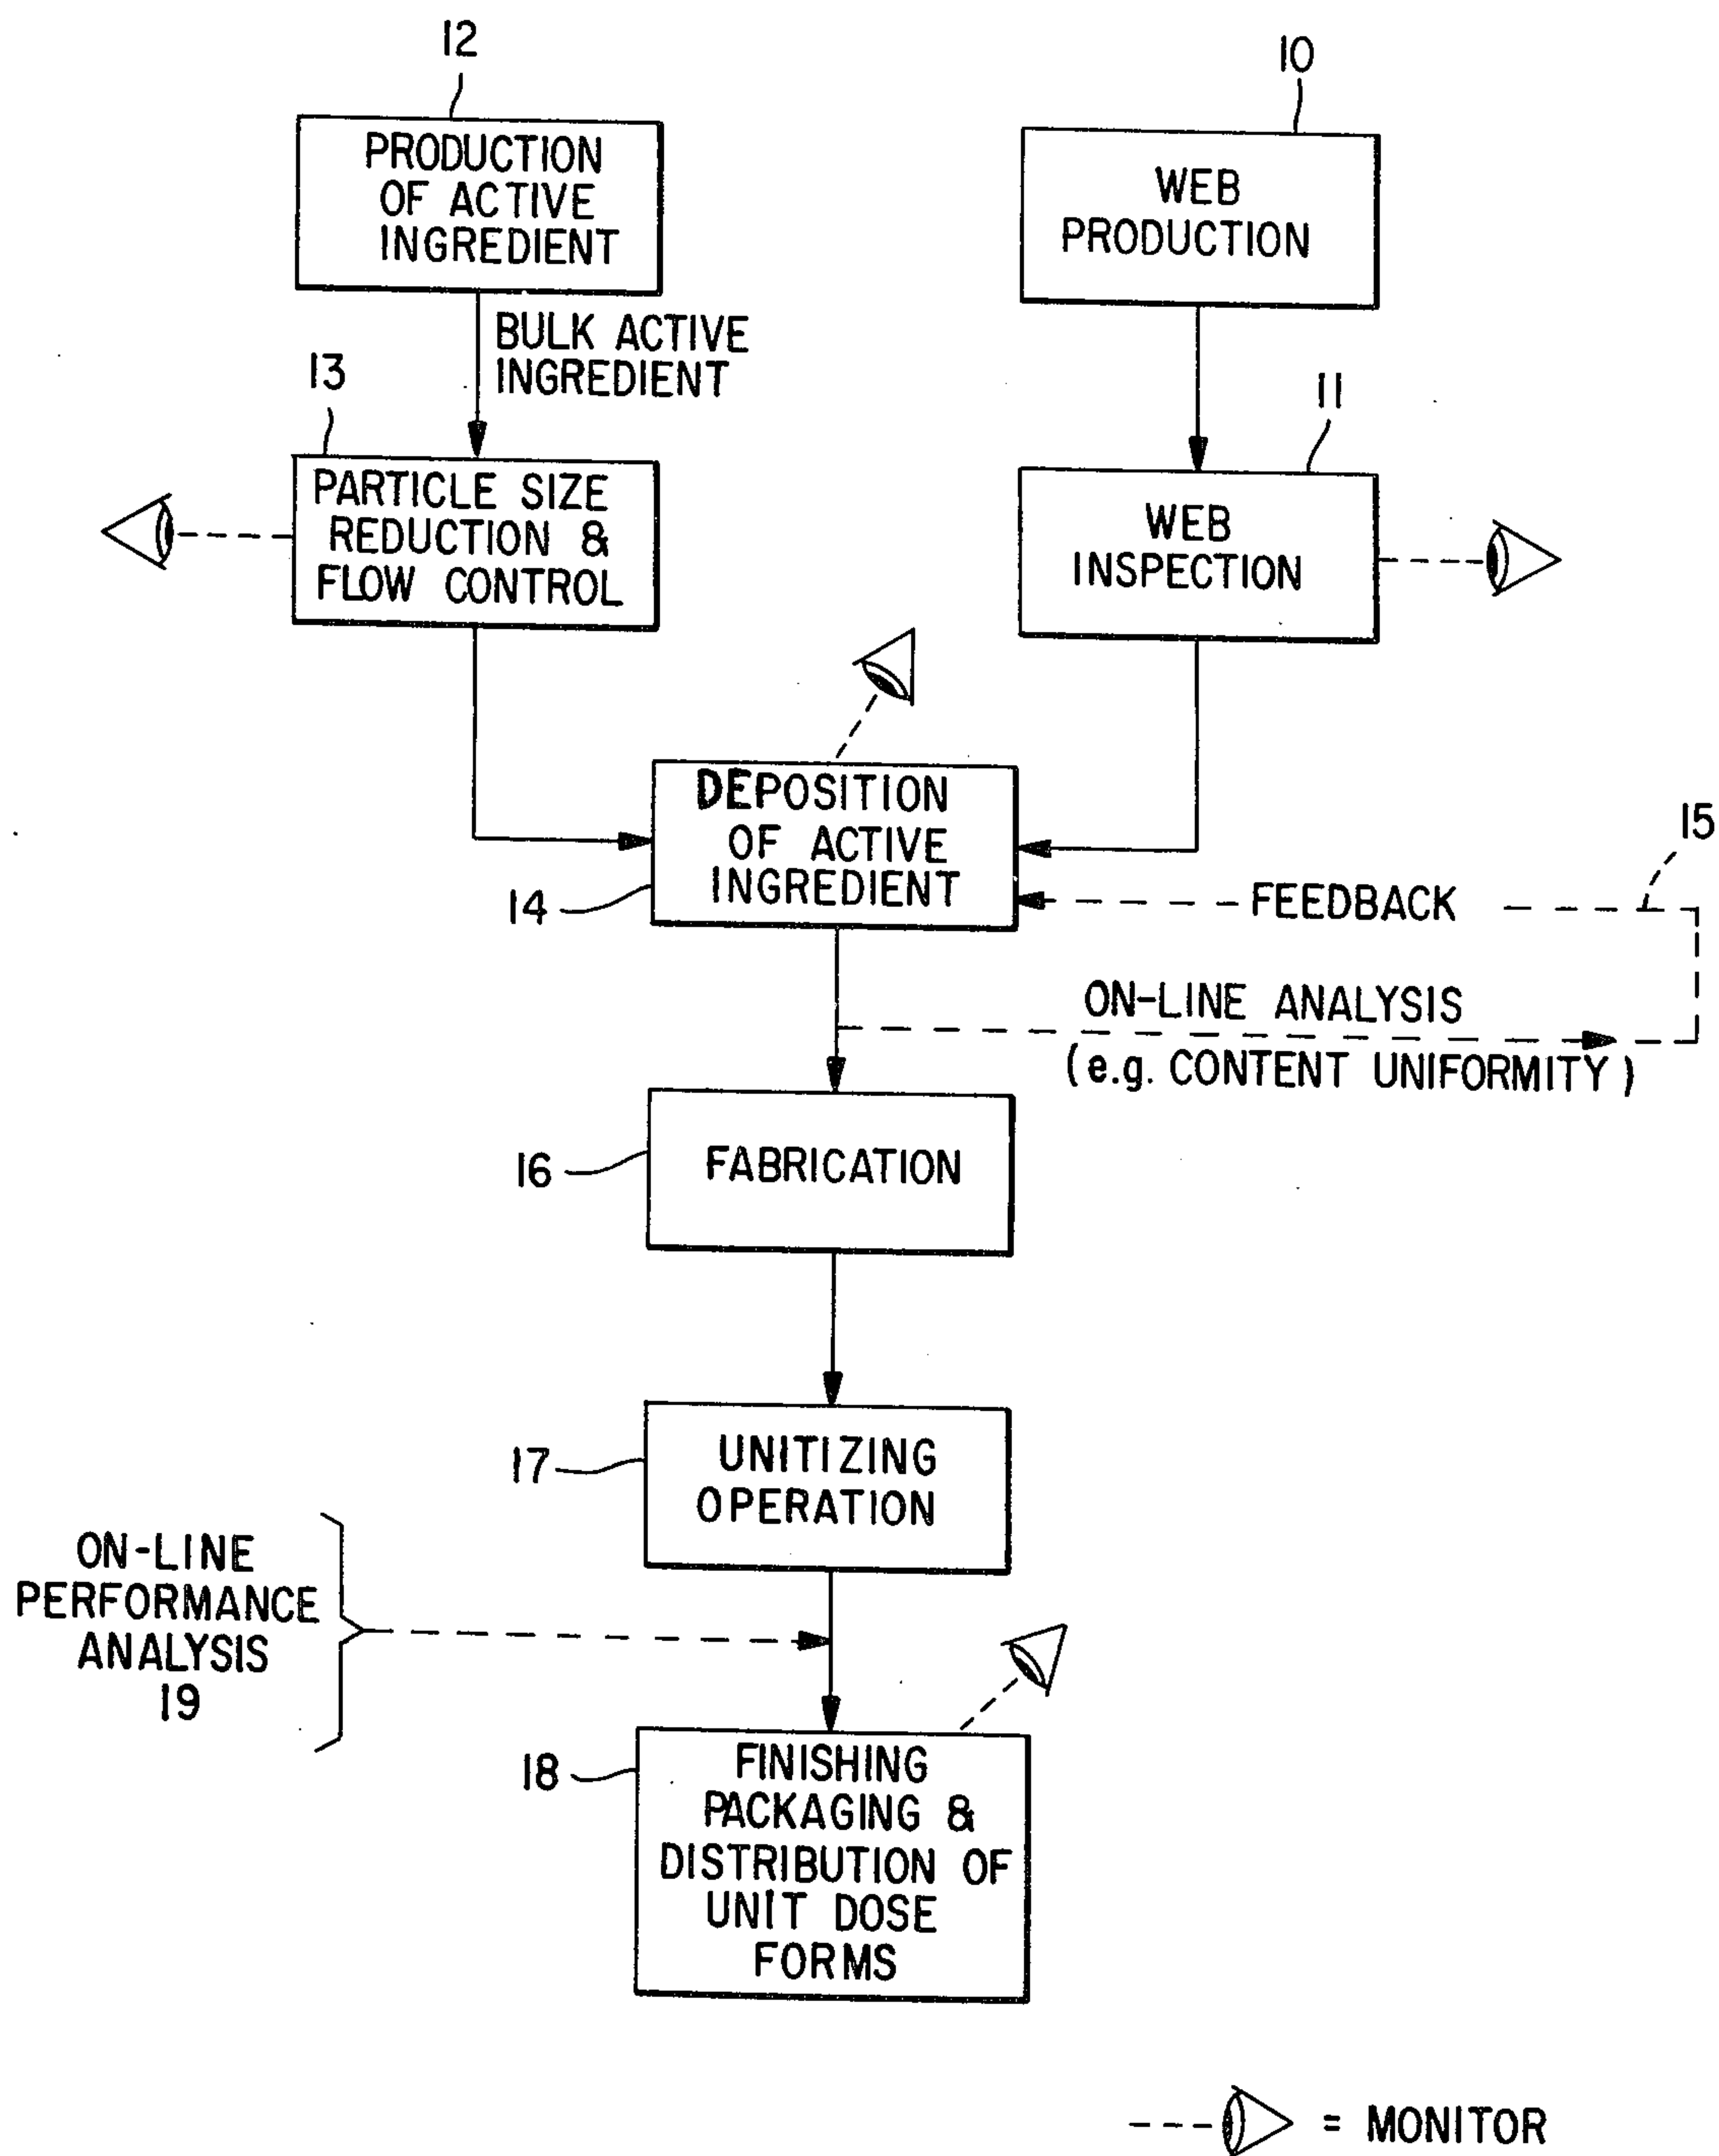 12
10
PRODUCTION
OF ACTIVE
INGREDIENT
WEB
PRODUCTION
BULK ACTIVE
INGREDIENT
13
11
PARTICLE SIZE
REDUCTION &
FLOW CONTROL
WEB
INSPECTION
DEPOSITION
OF ACTIVE
INGREDIENT
14
15
FEEDBACK
ON-LINE ANALYSIS
(e.g. CONTENT UNIFORMITY)
16
FABRICATION
17
UNITIZING
OPERATION
ON-LINE
PERFORMANCE
ANALYSIS
19
18
FINISHING
PACKAGING &
DISTRIBUTION OF
UNIT DOSE
FORMS
= MONITOR